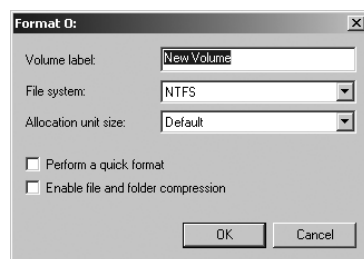 Format O:
Volume label:
New Volume
File system:
NTFS
Allocation unit size:
Default
Perform a quick format
Enable file and folder compression
OK
Cancel